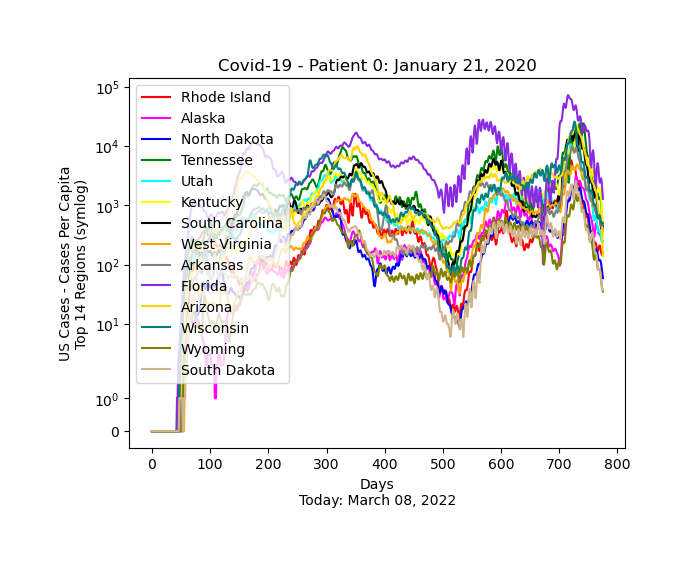 Covid-19 - Patient 0: January 21, 2020
US Cases - Cases Per Capita
Top 14 Regions (symlog)
10^5
10^4
10^3
10^2
10^1
10^0
0
Rhode Island
Alaska
North Dakota
Tennessee
Utah
Kentucky
South Carolina
West Virginia
Arkansas
Florida
Arizona
Wisconsin
Wyoming
South Dakota
0 100 200 300 400 500 600 700 800
Days
Today: March 08, 2022